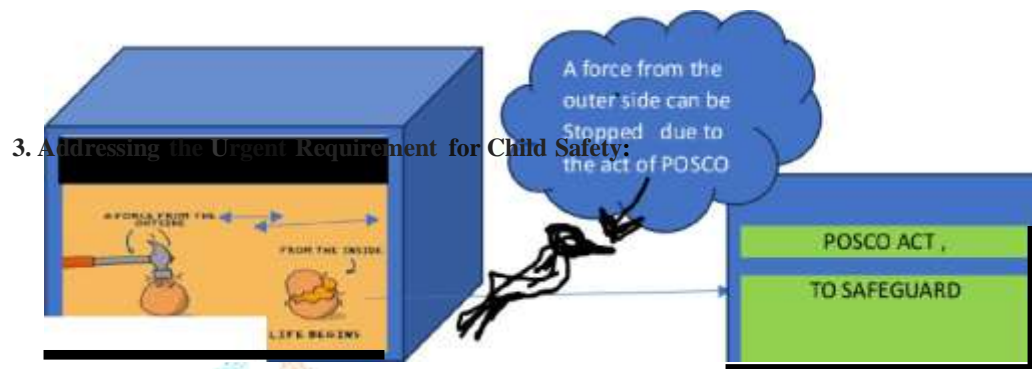 A force from the
outer side can be
Stopped due to
the act of POSCO
3. Addressing the Urgent Requirement for Child Safety:
A FORCE FROM THE
OUTSIDE
FROM THE INSIDE
LIFE BEGINS
POSCO ACT ,
TO SAFEGUARD